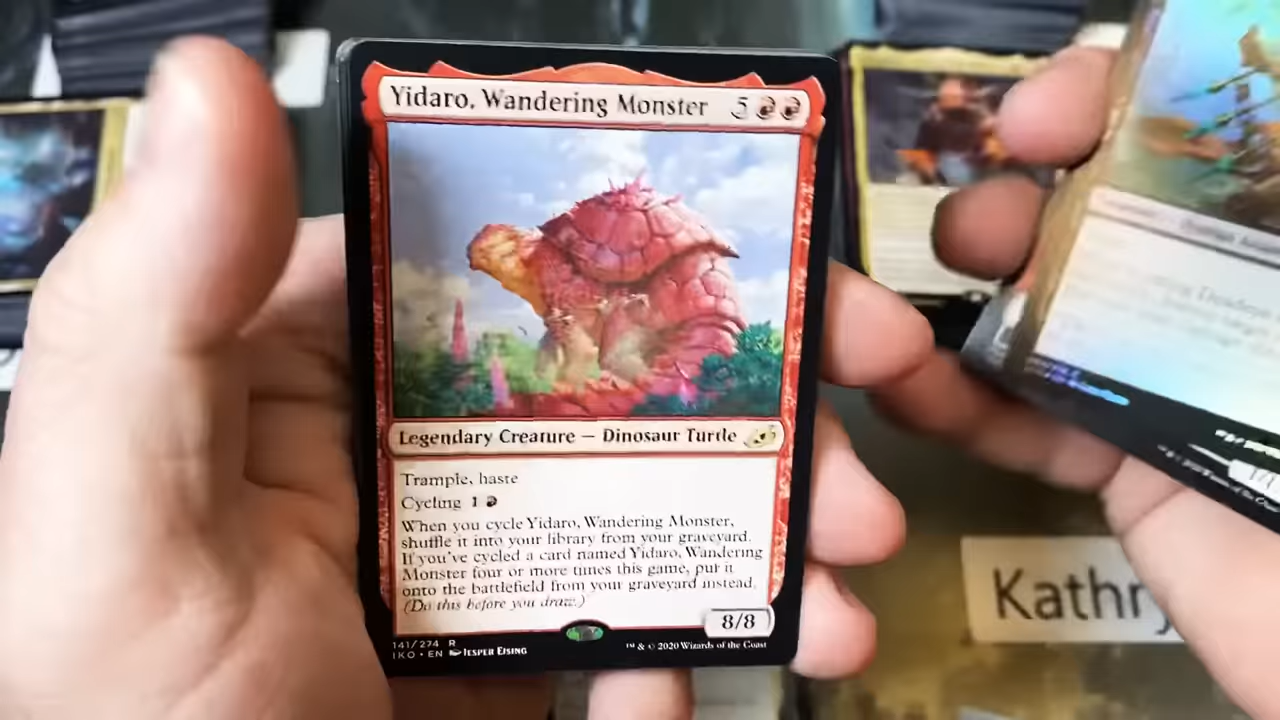 Yidaro, Wandering Monster 5
Legendary Creature — Dinosaur Turtle
Trample, haste
Cycling 1
When you cycle Yidaro, Wandering Monster,
shuffle it into your library from your graveyard.
If you've cycled a card named Yidaro, Wandering
Monster four or more times this game, put it
onto the battlefield from your graveyard instead.
(Do this before you draw.)
8/8
141/274 R
IKO • EN JESPER EJSING
™ & © 2020 Wizards of the Coast
Kathry